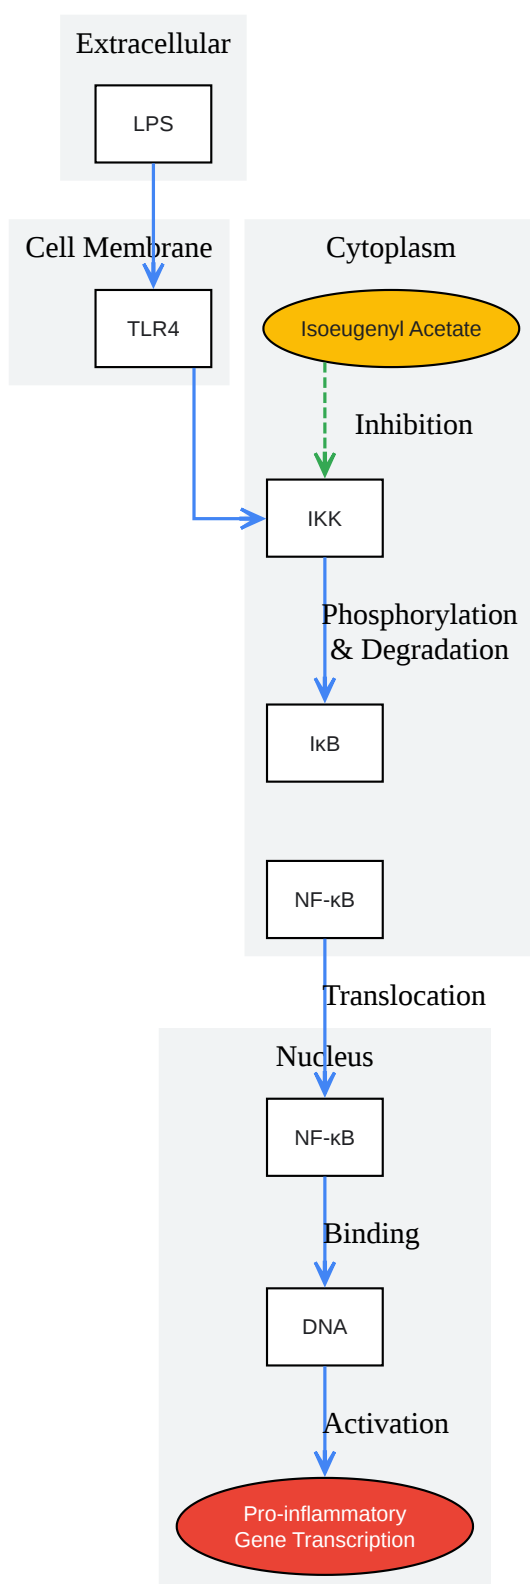 Extracellular
LPS
Cell Membrane
TLR4
Cytoplasm
Isoeugenyl Acetate
Inhibition
IKK
Phosphorylation
& Degradation
IκB
NF-κB
Translocation
Nucleus
NF-κB
Binding
DNA
Activation
Pro-inflammatory
Gene Transcription